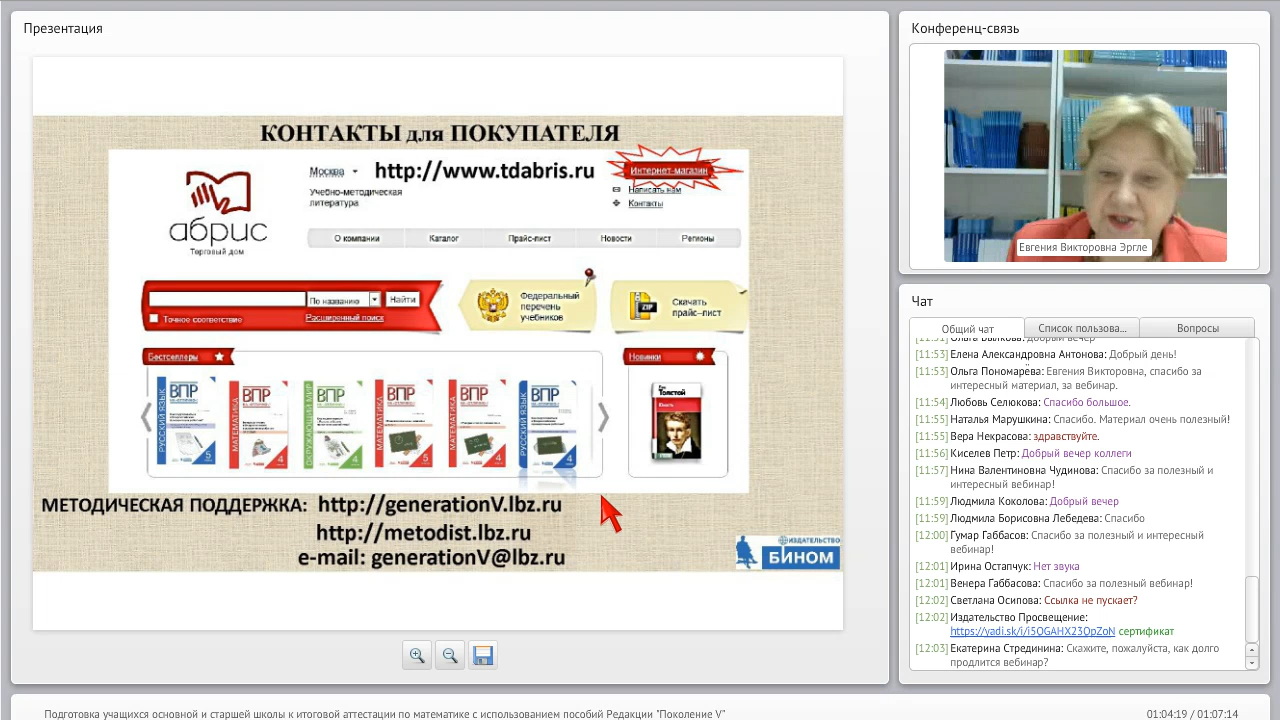 Презентация
КОНТАКТЫ для ПОКУПАТЕЛЯ
абрис
Торговый дом
Москва
http://www.tdabris.ru
Интернет-магазин
Учебно-методическая
литература
Написать нам
Контакты
О компании
Каталог
Прайс-лист
Новости
Регионы
По названию
Найти
Точное соответствие
Расширенный поиск
Федеральный
перечень
учебников
ZIP
Скачать
прайс-лист
Бестселлеры
Новинки
ВПР
РУССКИЙ ЯЗЫК
5
ВПР
МАТЕМАТИКА
4
ВПР
4
ВПР
МАТЕМАТИКА
5
ВПР
МАТЕМАТИКА
4
ВПР
РУССКИЙ ЯЗЫК
4
Толстой
МЕТОДИЧЕСКАЯ ПОДДЕРЖКА: http://generationV.lbz.ru
http://metodist.lbz.ru
e-mail: generationV@lbz.ru
ИЗДАТЕЛЬСТВО
БИНОМ
Конференц-связь
Евгения Викторовна Эргле
Чат
Общий чат
Список пользова...
Вопросы
[11:53] Елена Александровна Антонова: Добрый день!
[11:53] Ольга Пономарёва: Евгения Викторовна, спасибо за
интересный материал, за вебинар.
[11:54] Любовь Селюкова: Спасибо большое.
[11:55] Наталья Марушкина: Спасибо. Материал очень полезный!
[11:55] Вера Некрасова: здравствуйте.
[11:56] Киселев Петр: Добрый вечер коллеги
[11:57] Нина Валентиновна Чудинова: Спасибо за полезный и
интересный вебинар!
[11:59] Людмила Коколова: Добрый вечер
[11:59] Людмила Борисовна Лебедева: Спасибо
[12:00] Гумар Габбасов: Спасибо за полезный и интересный
вебинар!
[12:01] Ирина Остапчук: Нет звука
[12:01] Венера Габбасова: Спасибо за полезный вебинар!
[12:02] Светлана Осипова: Ссылка не пускает?
[12:02] Издательство Просвещение:
https://yadi.sk/i/i5QGAHX23QpZoN сертификат
[12:03] Екатерина Стрединина: Скажите, пожалуйста, как долго
продлится вебинар?
Подготовка учащихся основной и старшей школы к итоговой аттестации по математике с использованием пособий Редакции "Поколение V"
01:04:19 / 01:07:14